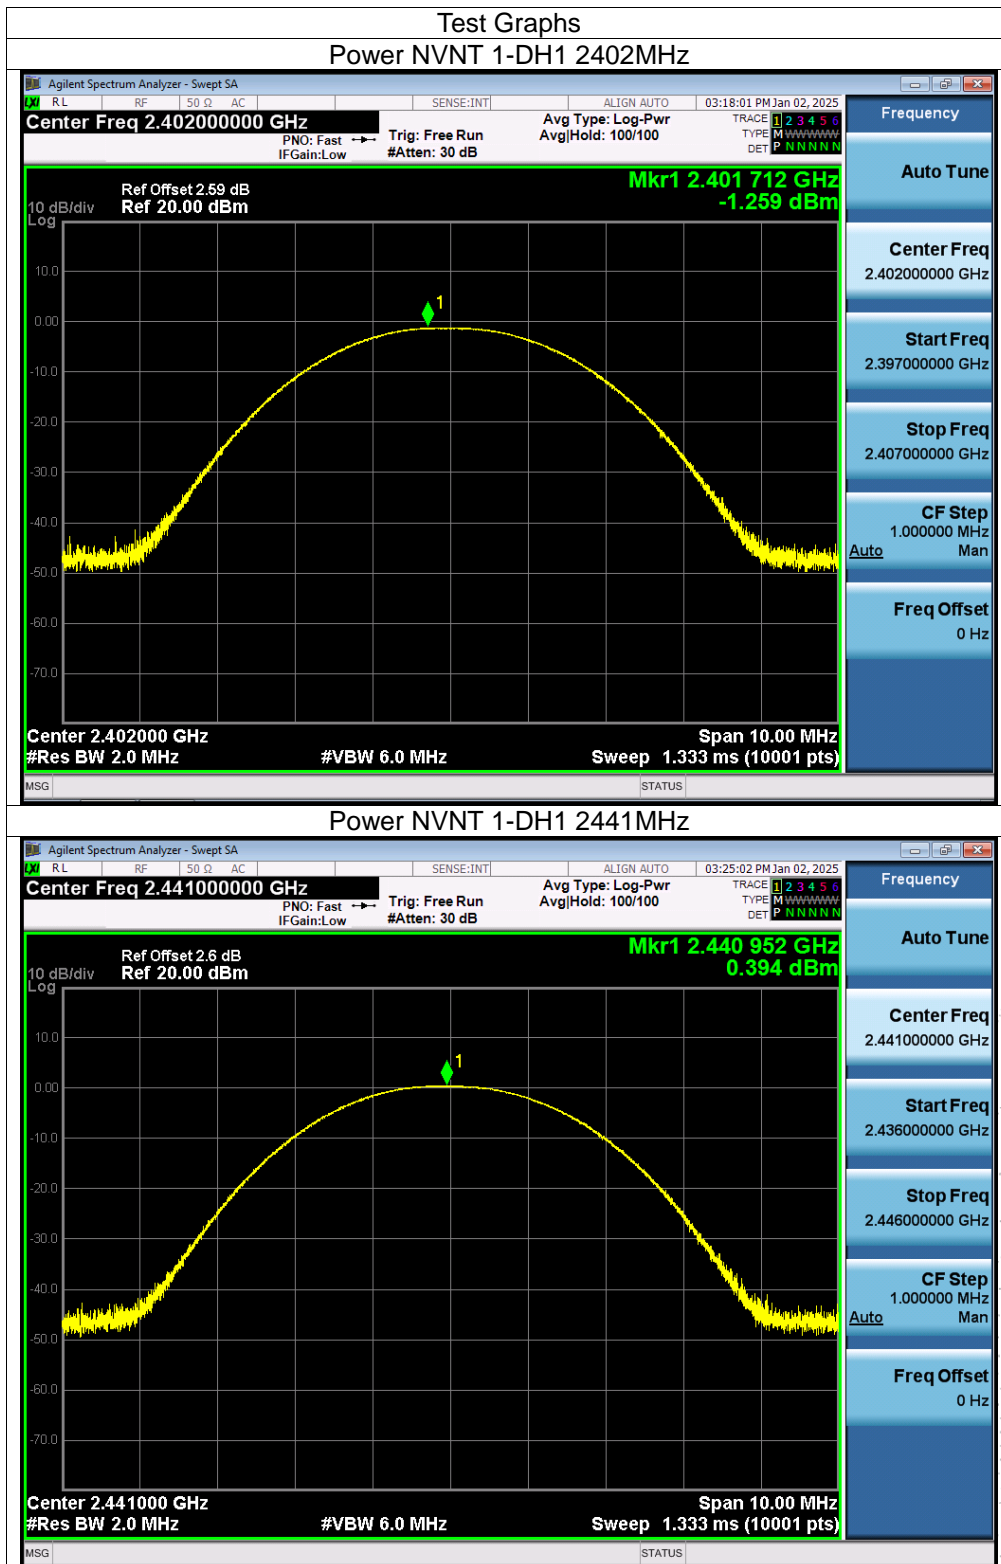 Test Graphs
Power NVNT 1-DH1 2402MHz
Agilent Spectrum Analyzer - Swept SA
LXI RL RF 50 Ω AC SENSE:INT ALIGN AUTO 03:18:01 PM Jan 02, 2025
Center Freq 2.402000000 GHz
PNO: Fast
IFGain:Low
Trig: Free Run
#Atten: 30 dB
Avg Type: Log-Pwr
Avg|Hold: 100/100
TRACE 1 2 3 4 5 6
TYPE M WWWWW
DET P N N N N N
Frequency
Auto Tune
Mkr1 2.401 712 GHz
-1.259 dBm
Ref Offset 2.59 dB
10 dB/div Ref 20.00 dBm
Log
10.0
0.00
-10.0
-20.0
-30.0
-40.0
-50.0
-60.0
-70.0
1
Center Freq
2.402000000 GHz
Start Freq
2.397000000 GHz
Stop Freq
2.407000000 GHz
CF Step
1.000000 MHz
Auto Man
Freq Offset
0 Hz
Center 2.402000 GHz Span 10.00 MHz
#Res BW 2.0 MHz #VBW 6.0 MHz Sweep 1.333 ms (10001 pts)
MSG STATUS
Power NVNT 1-DH1 2441MHz
Agilent Spectrum Analyzer - Swept SA
LXI RL RF 50 Ω AC SENSE:INT ALIGN AUTO 03:25:02 PM Jan 02, 2025
Center Freq 2.441000000 GHz
PNO: Fast
IFGain:Low
Trig: Free Run
#Atten: 30 dB
Avg Type: Log-Pwr
Avg|Hold: 100/100
TRACE 1 2 3 4 5 6
TYPE M WWWWW
DET P N N N N N
Frequency
Auto Tune
Mkr1 2.440 952 GHz
0.394 dBm
Ref Offset 2.6 dB
10 dB/div Ref 20.00 dBm
Log
10.0
0.00
-10.0
-20.0
-30.0
-40.0
-50.0
-60.0
-70.0
1
Center Freq
2.441000000 GHz
Start Freq
2.436000000 GHz
Stop Freq
2.446000000 GHz
CF Step
1.000000 MHz
Auto Man
Freq Offset
0 Hz
Center 2.441000 GHz Span 10.00 MHz
#Res BW 2.0 MHz #VBW 6.0 MHz Sweep 1.333 ms (10001 pts)
MSG STATUS